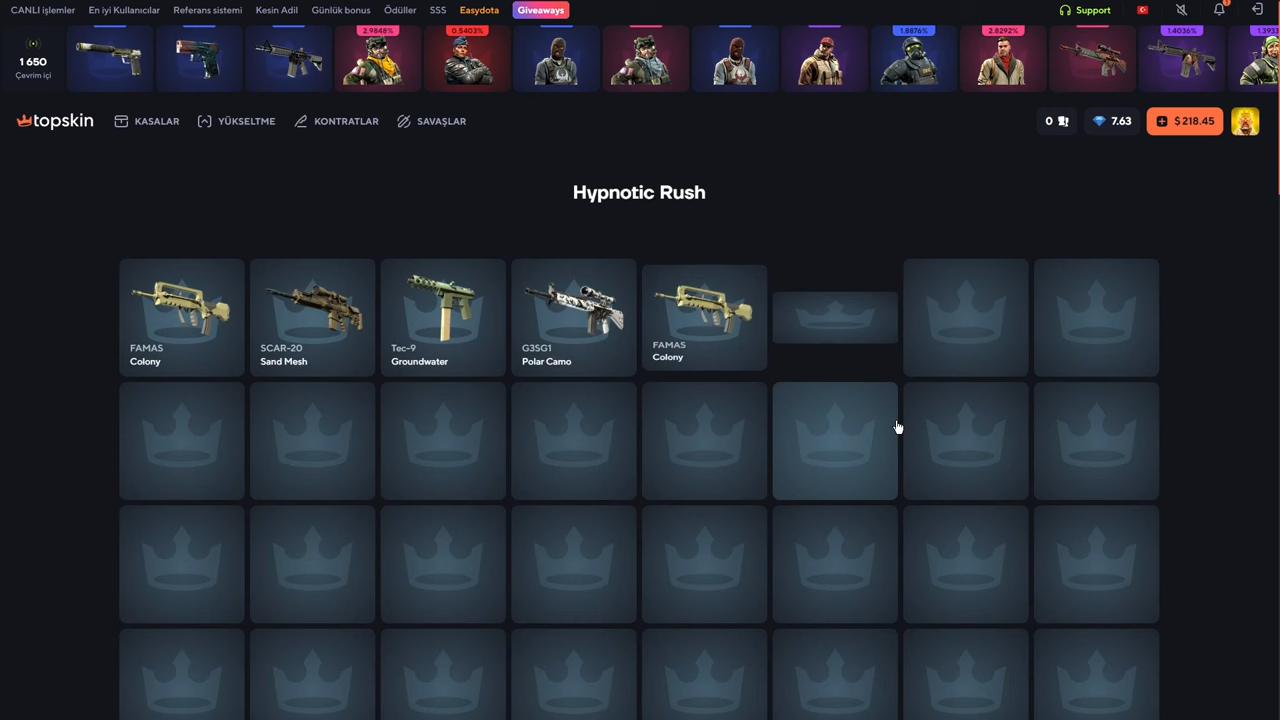 CANLI işlemler En iyi Kullanıcılar Referans sistemi Kesin Adil Günlük bonus Ödüller SSS Easydota Giveaways Support 1
2.9848% 0.5403% 1.8876% 2.8292% 1.4036%
1 650
Çevrim içi
topskin KASALAR YÜKSELTME KONTRATLAR SAVAŞLAR 0 7.63 $ 218.45
Hypnotic Rush
FAMAS SCAR-20 Tec-9 G3SG1 FAMAS
Colony Sand Mesh Groundwater Polar Camo Colony